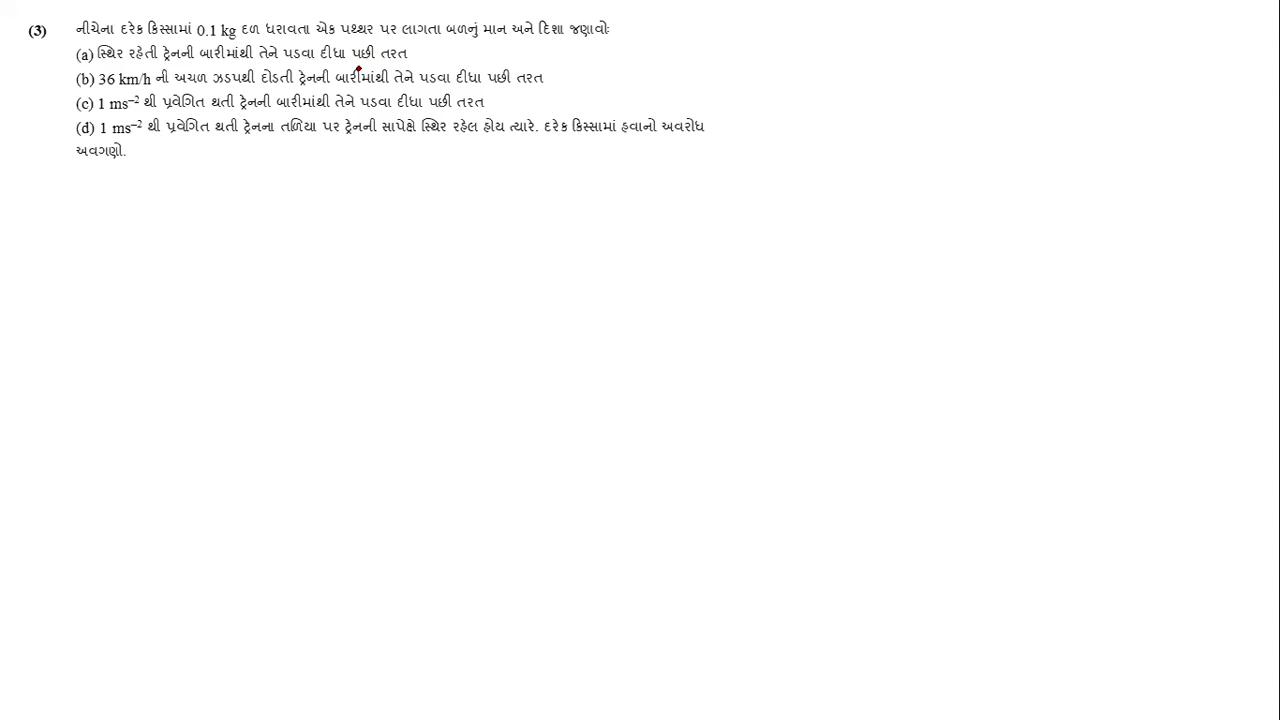 (3) નીચેના દરેક કિસ્સામાં 0.1 kg દળ ધરાવતા એક પથ્થર પર લાગતા બળનું માન અને દિશા જણાવોઃ
(a) સ્થિર રહેતી ટ્રેનની બારીમાંથી તેને પડવા દીધા પછી તરત
(b) 36 km/h ની અચળ ઝડપથી દોડતી ટ્રેનની બારીમાંથી તેને પડવા દીધા પછી તરત
(c) 1 ms⁻² થી પ્રવેગિત થતી ટ્રેનની બારીમાંથી તેને પડવા દીધા પછી તરત
(d) 1 ms⁻² થી પ્રવેગિત થતી ટ્રેનના તળિયા પર ટ્રેનની સાપેક્ષે સ્થિર રહેલ હોય ત્યારે. દરેક કિસ્સામાં હવાનો અવરોધ
અવગણો.